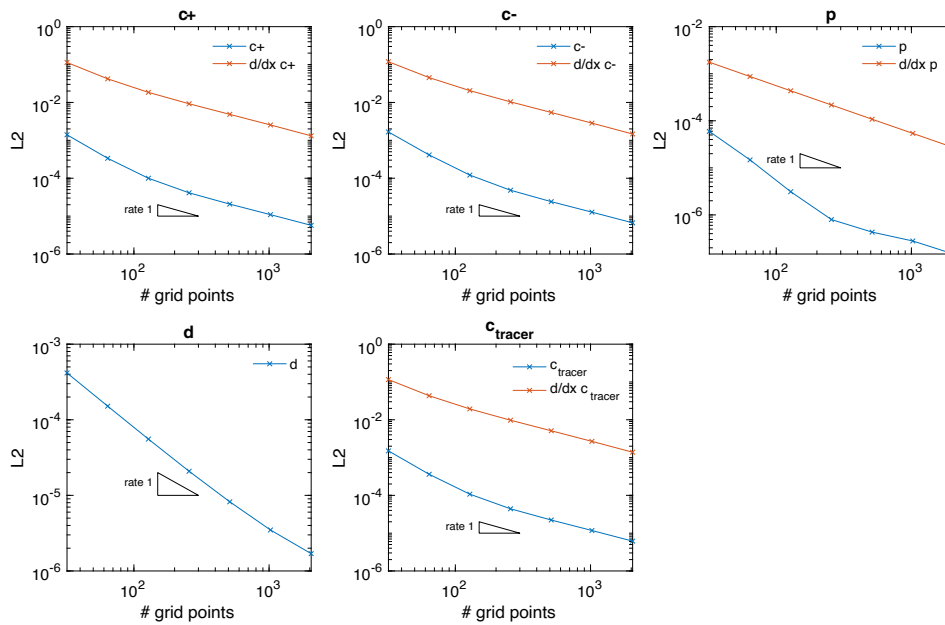 c+
10^0
10^-2
10^-4
10^-6
L2
c+
d/dx c+
rate 1
10^2
10^3
# grid points
c-
10^0
10^-2
10^-4
10^-6
L2
c-
d/dx c-
rate 1
10^2
10^3
# grid points
p
10^-2
10^-4
10^-6
L2
p
d/dx p
rate 1
10^2
10^3
# grid points
d
10^-3
10^-4
10^-5
10^-6
L2
d
rate 1
10^2
10^3
# grid points
c_tracer
10^0
10^-2
10^-4
10^-6
L2
c_tracer
d/dx c_tracer
rate 1
10^2
10^3
# grid points